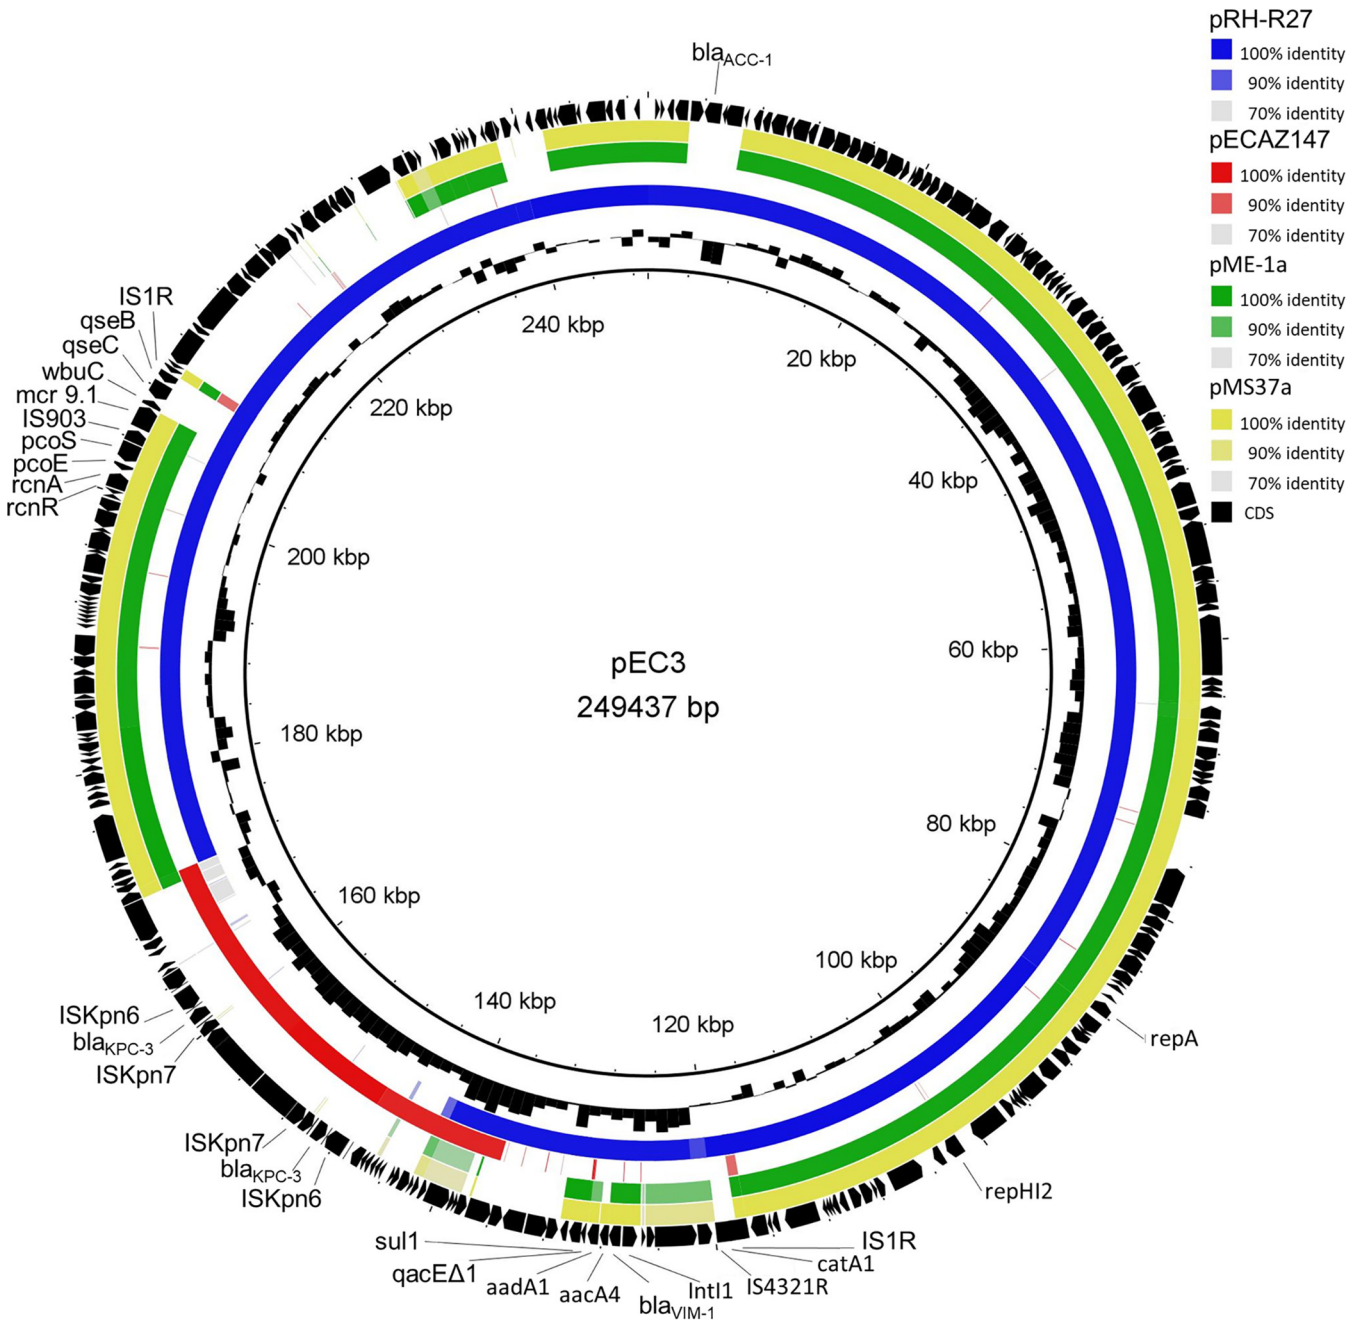 blaACC-1
pRH-R27
100% identity
90% identity
70% identity
pECAZ147
100% identity
90% identity
70% identity
pME-1a
100% identity
90% identity
70% identity
pMS37a
100% identity
90% identity
70% identity
CDS
IS1R
qseB
qseC
wbuC
mcr 9.1
IS903
pcoS
pcoE
rcnA
rcnR
240 kbp
20 kbp
220 kbp
40 kbp
200 kbp
60 kbp
pEC3
249437 bp
180 kbp
80 kbp
160 kbp
100 kbp
140 kbp
120 kbp
ISKpn6
blaKPC-3
ISKpn7
ISKpn7
blaKPC-3
ISKpn6
repA
repHI2
sul1
qacEΔ1
aadA1
aacA4
blaVIM-1
IntI1
IS4321R
catA1
IS1R